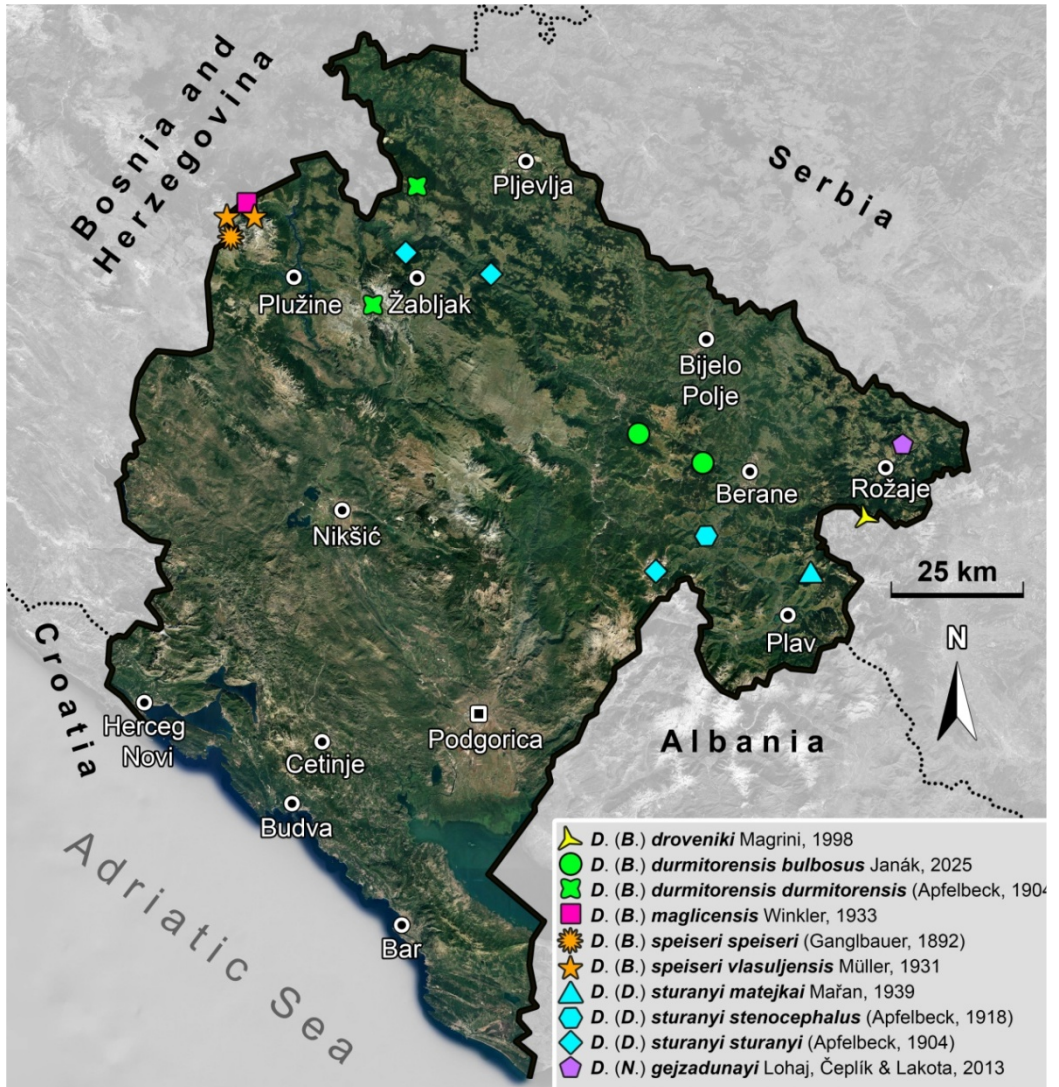 Bosnia and
Herzegovina
Serbia
Pljevlja
Plužine
Žabljak
Bijelo
Polje
Berane
Rožaje
Nikšić
25 km
Plav
N
Croatia
Herceg
Novi
Podgorica
Albania
Cetinje
Budva
Adriatic Sea
Bar
D. (B.) droveniki Magrini, 1998
D. (B.) durmitorensis bulbosus Janák, 2025
D. (B.) durmitorensis durmitorensis (Apfelbeck, 1904
D. (B.) maglicensis Winkler, 1933
D. (B.) speiseri speiseri (Ganglbauer, 1892)
D. (B.) speiseri vlasuljensis Müller, 1931
D. (D.) sturanyi matejkai Mařan, 1939
D. (D.) sturanyi stenocephalus (Apfelbeck, 1918)
D. (D.) sturanyi sturanyi (Apfelbeck, 1904)
D. (N.) gejzadunayi Lohaj, Čeplík & Lakota, 2013